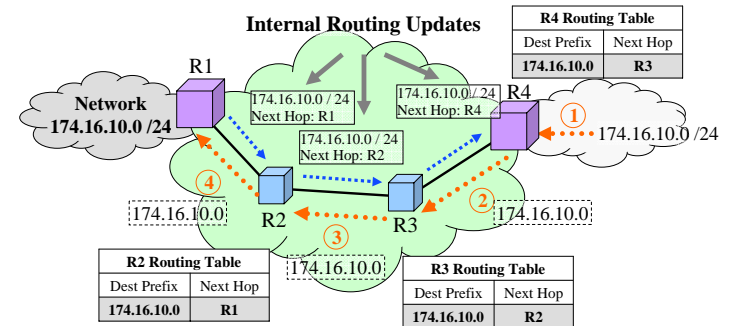 Internal Routing Updates
R4 Routing Table
Dest Prefix Next Hop
174.16.10.0 R3
R1
R4
Network
174.16.10.0 /24
174.16.10.0 / 24
Next Hop: R1
174.16.10.0 / 24
Next Hop: R2
174.16.10.0 / 24
Next Hop: R4
1
174.16.10.0 /24
4
174.16.10.0
R2
3
174.16.10.0
R3
2
174.16.10.0
R2 Routing Table
Dest Prefix Next Hop
174.16.10.0 R1
R3 Routing Table
Dest Prefix Next Hop
174.16.10.0 R2